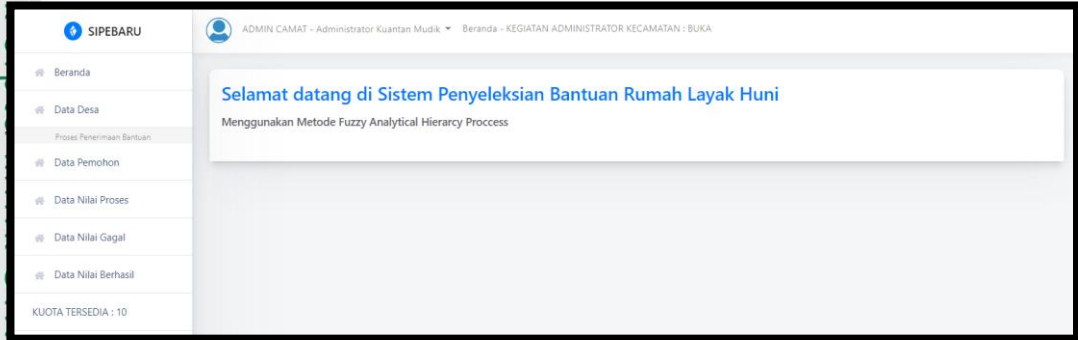 SIPEBARU
ADMIN CAMAT - Administrator Kuantan Mudik Beranda - KEGIATAN ADMINISTRATOR KECAMATAN : BUKA
Beranda
Data Desa
Proses Penerimaan Bantuan
Data Pemohon
Data Nilai Proses
Data Nilai Gagal
Data Nilai Berhasil
KUOTA TERSEDIA : 10
Selamat datang di Sistem Penyeleksian Bantuan Rumah Layak Huni
Menggunakan Metode Fuzzy Analytical Hierarcy Proccess